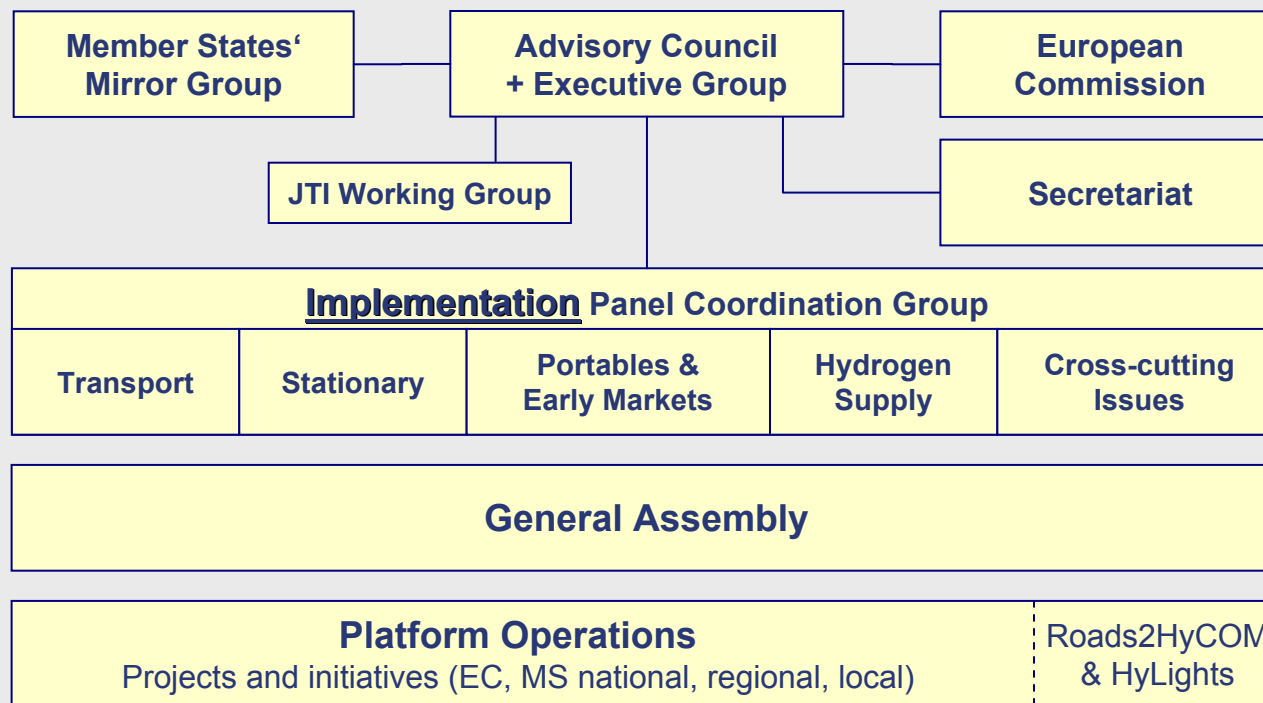 Member States‘
Mirror Group
Advisory Council
+ Executive Group
European
Commission
JTI Working Group
Secretariat
Implementation Panel Coordination Group
Transport
Stationary
Portables &
Early Markets
Hydrogen
Supply
Cross-cutting
Issues
General Assembly
Platform Operations
Projects and initiatives (EC, MS national, regional, local)
Roads2HyCOM
& HyLights